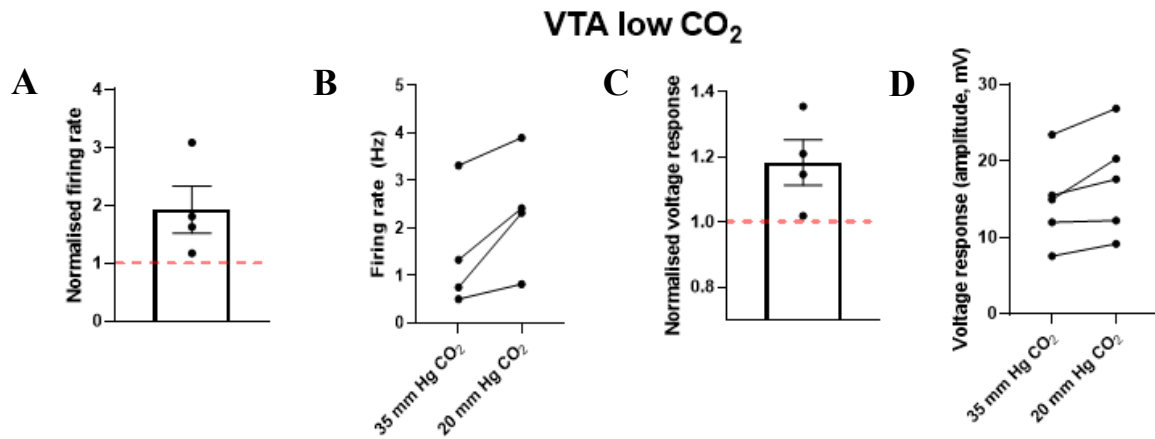 VTA low CO₂
A
Normalised firing rate
4
3
2
1
0
B
Firing rate (Hz)
5
4
3
2
1
0
35 mm Hg CO₂
20 mm Hg CO₂
C
Normalised voltage response
1.4
1.2
1.0
0.8
D
Voltage response (amplitude, mV)
30
20
10
0
35 mm Hg CO₂
20 mm Hg CO₂